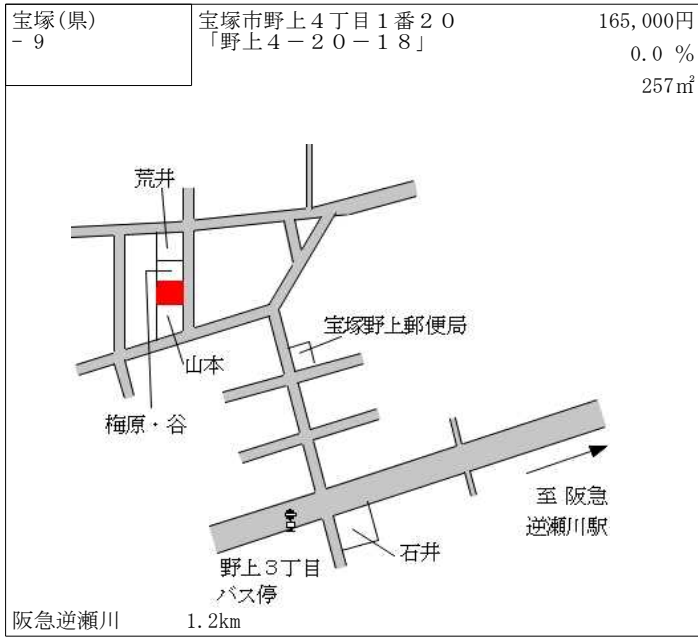 宝塚(県)
- 9
宝塚市野上４丁目１番２０
「野上４－２０－１８」
165,000円
0.0 %
257㎡
荒井
宝塚野上郵便局
山本
梅原・谷
至 阪急
逆瀬川駅
石井
野上３丁目
バス停
阪急逆瀬川 1.2km